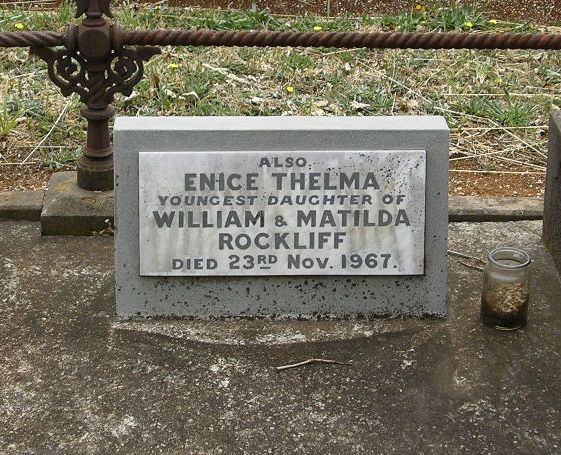 ALSO
ENICE THELMA
YOUNGEST DAUGHTER OF
WILLIAM & MATILDA
ROCKLIFF
DIED 23RD NOV. 1967.